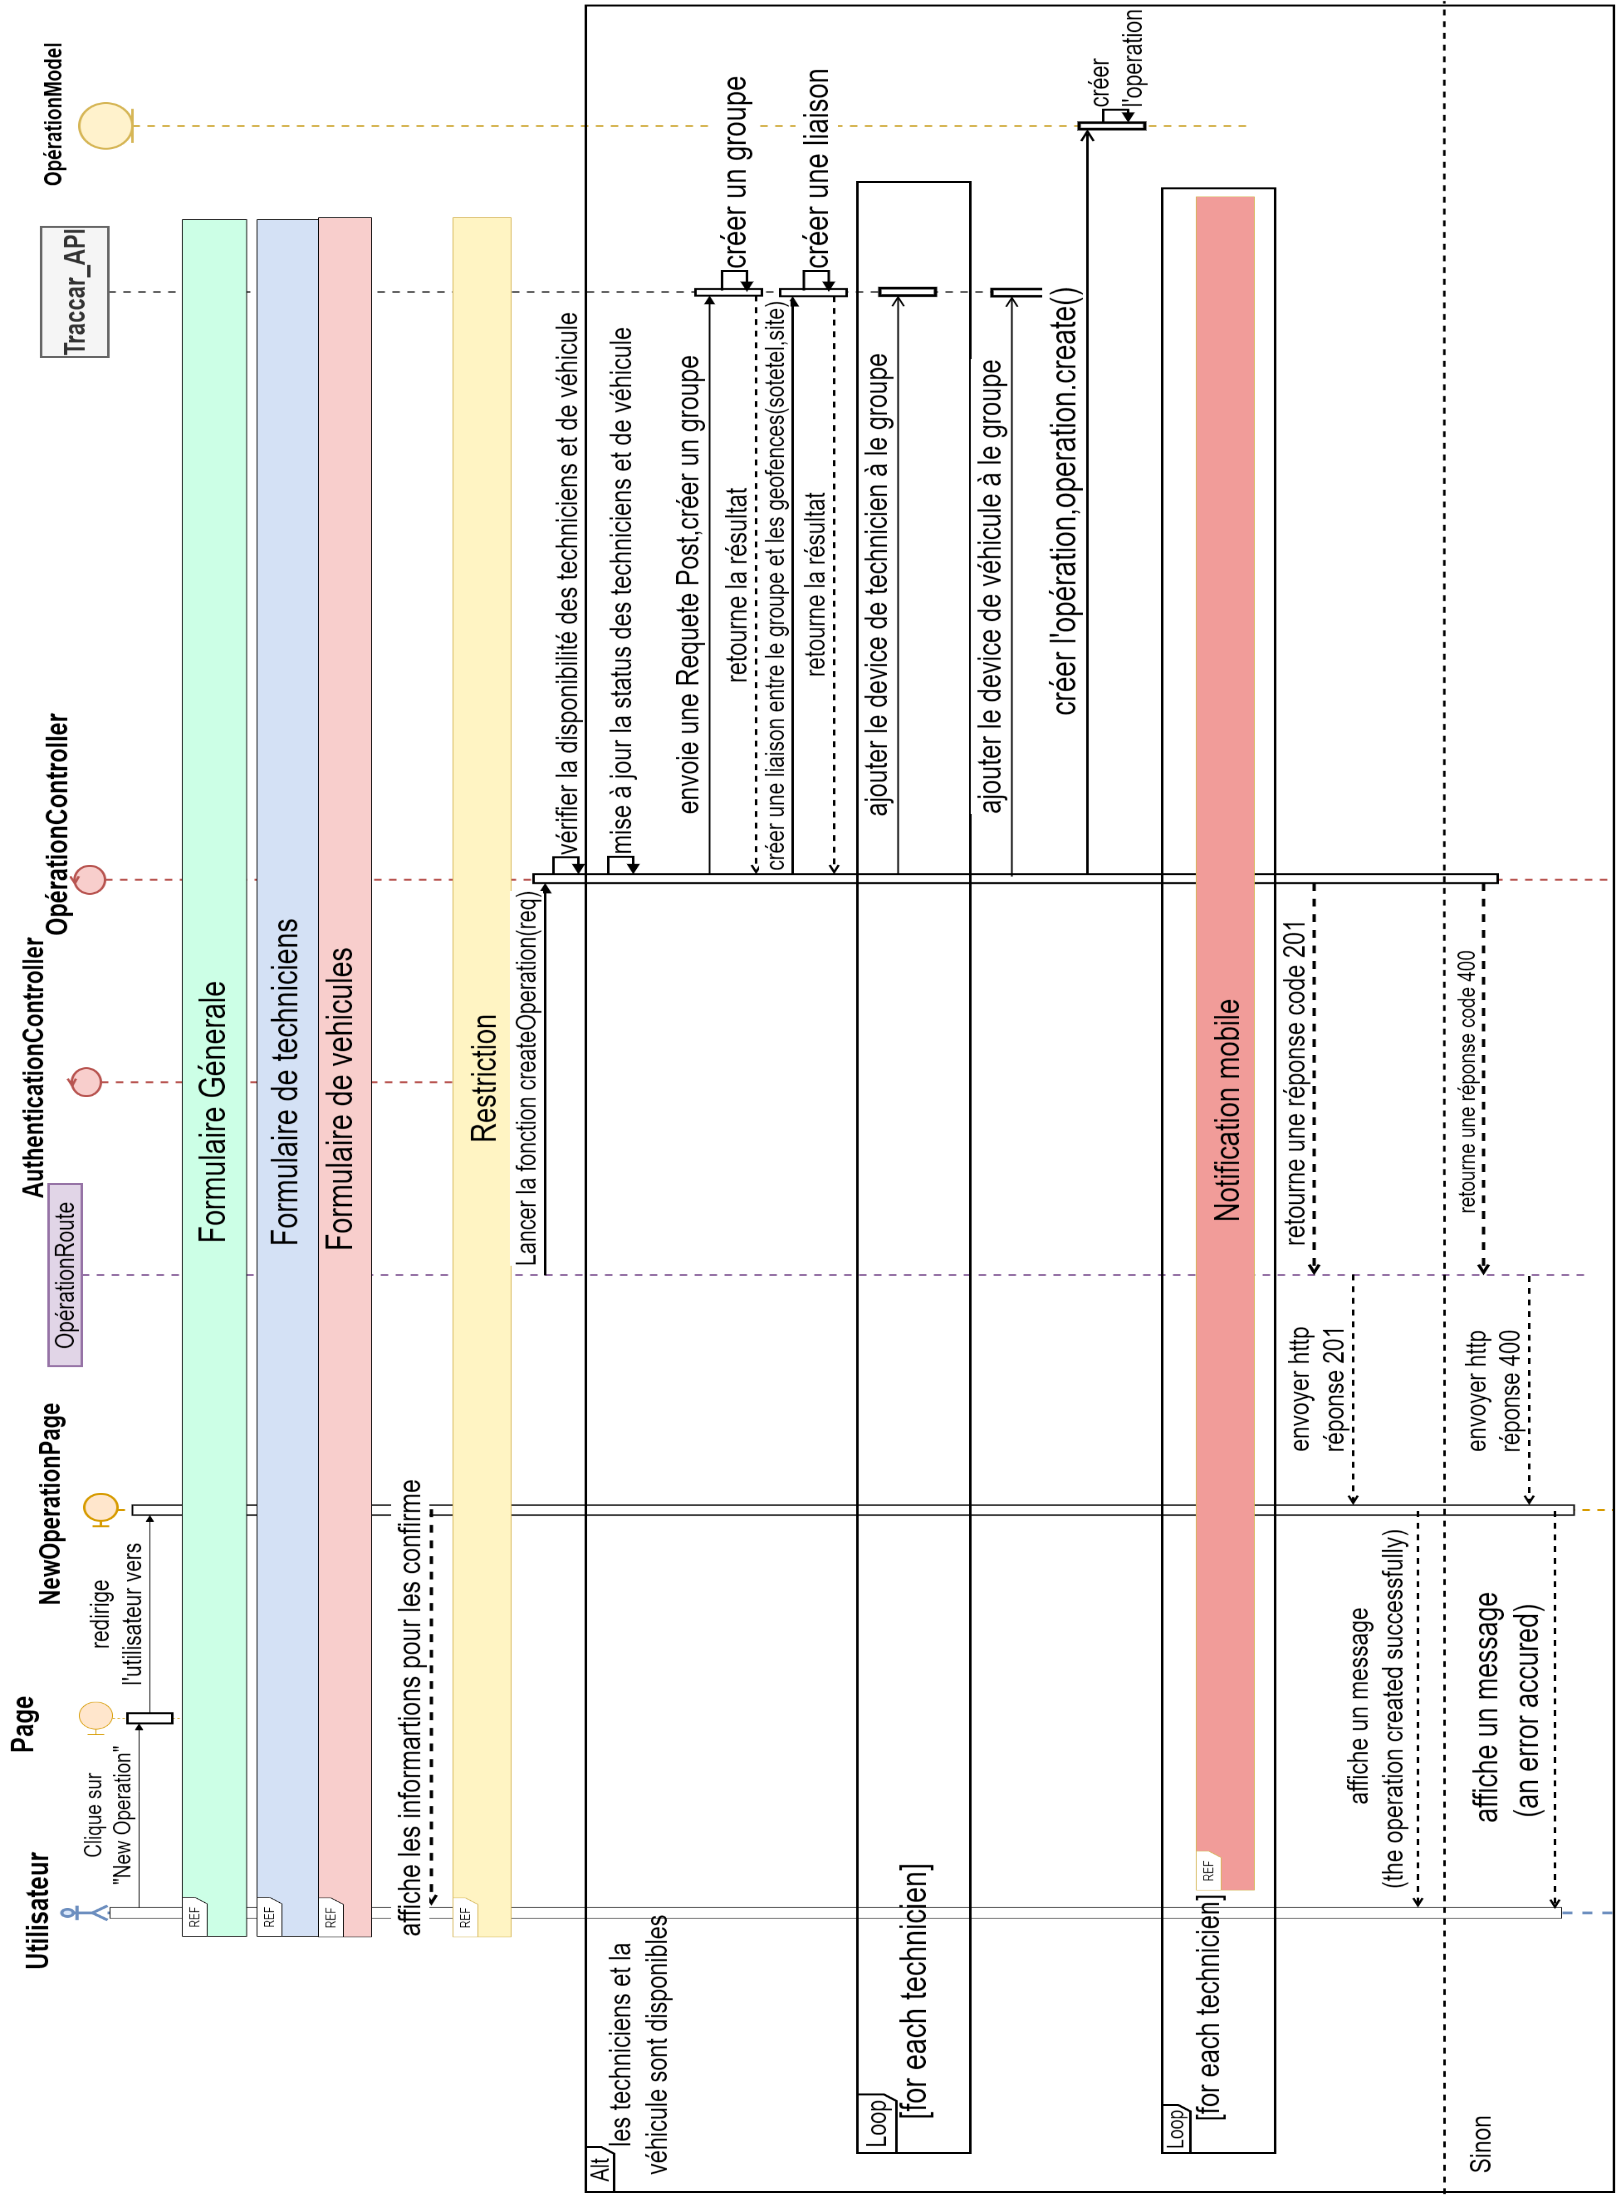 Utilisateur
Page
NewOperationPage
OpérationRoute
AuthenticationController
OpérationController
Traccar_API
OpérationModel
Clique sur
"New Operation"
redirige
l'utilisateur vers
REF
Formulaire Génerale
REF
Formulaire de techniciens
REF
Formulaire de vehicules
affiche les informartions pour les confirme
REF
Restriction
Lancer la fonction createOperation(req)
vérifier la disponibilité des techniciens et de véhicule
Alt
les techniciens et la
véhicule sont disponibles
mise à jour la status des techniciens et de véhicule
envoie une Requete Post,créer un groupe
créer un groupe
retourne la résultat
créer une liaison entre le groupe et les geofences(sotetel,site)
créer une liaison
retourne la résultat
Loop
[for each technicien]
ajouter le device de technicien à le groupe
ajouter le device de véhicule à le groupe
créer l'opération,operation.create()
créer
l'operation
Loop
[for each technicien]
REF
Notification mobile
retourne une réponse code 201
envoyer http
réponse 201
affiche un message
(the operation created successfully)
Sinon
retourne une réponse code 400
envoyer http
réponse 400
affiche un message
(an error accured)